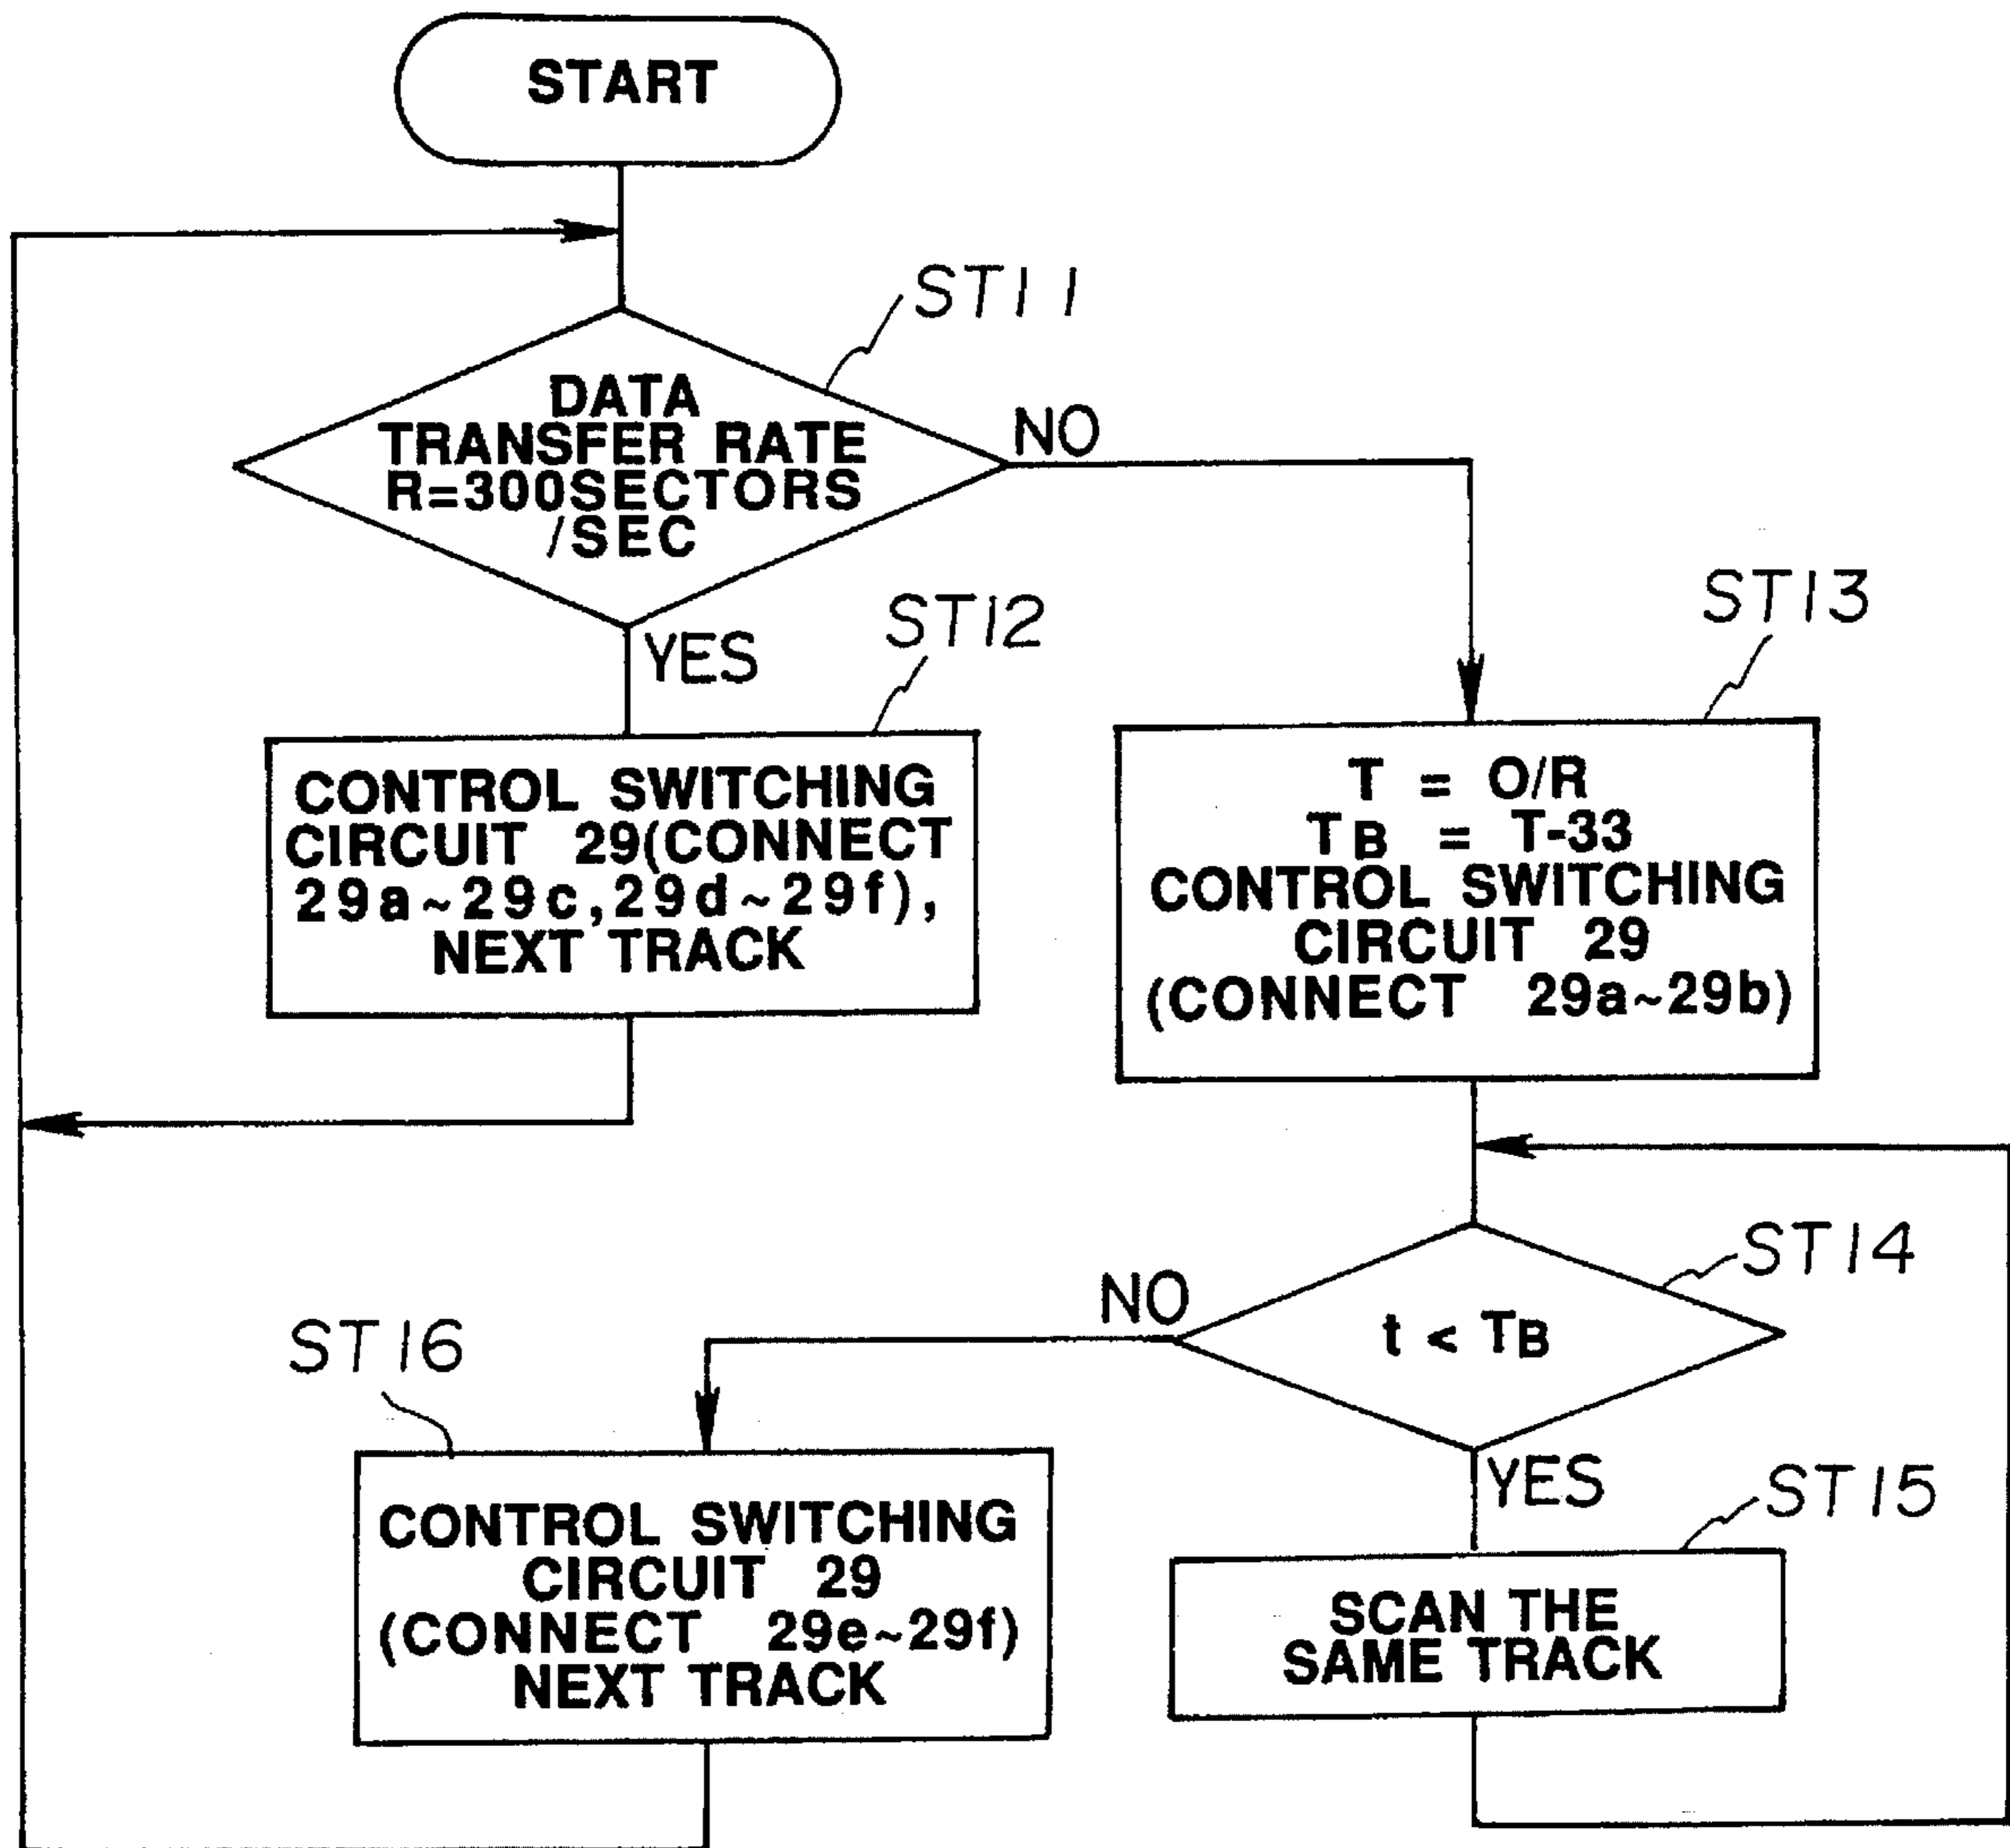 START
ST11
DATA
TRANSFER RATE
R=300SECTORS
/SEC
NO
YES
ST12
CONTROL SWITCHING
CIRCUIT 29(CONNECT
29a~29c,29d~29f),
NEXT TRACK
ST13
T = O/R
TB = T-33
CONTROL SWITCHING
CIRCUIT 29
(CONNECT 29a~29b)
ST14
t < TB
NO
YES
ST15
SCAN THE
SAME TRACK
ST16
CONTROL SWITCHING
CIRCUIT 29
(CONNECT 29e~29f)
NEXT TRACK